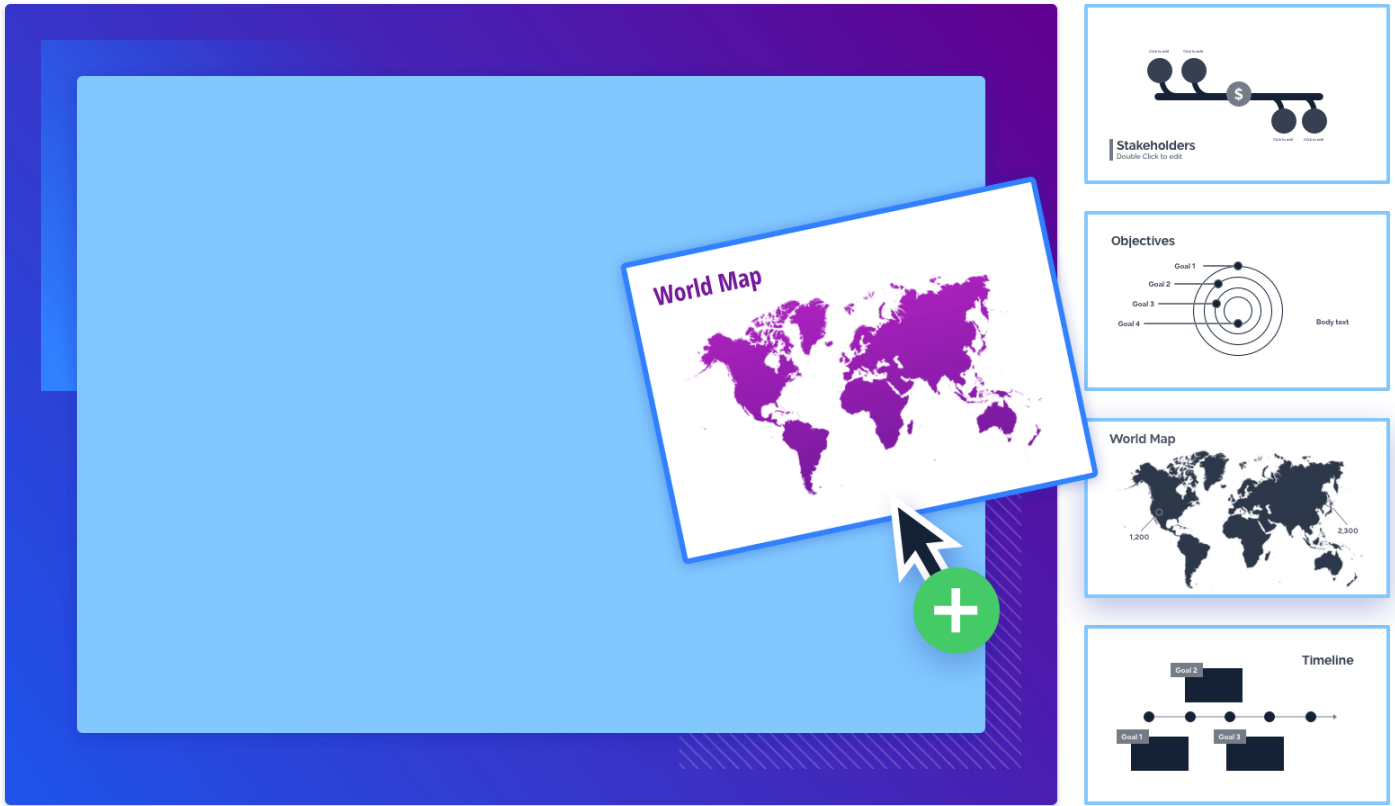 World Map
Click to edit
Click to edit
$
Click to edit
Click to edit
Stakeholders
Double Click to edit
Objectives
Goal 1
Goal 2
Goal 3
Goal 4
Body text
World Map
1,200
2,300
Timeline
Goal 2
Goal 1
Goal 3